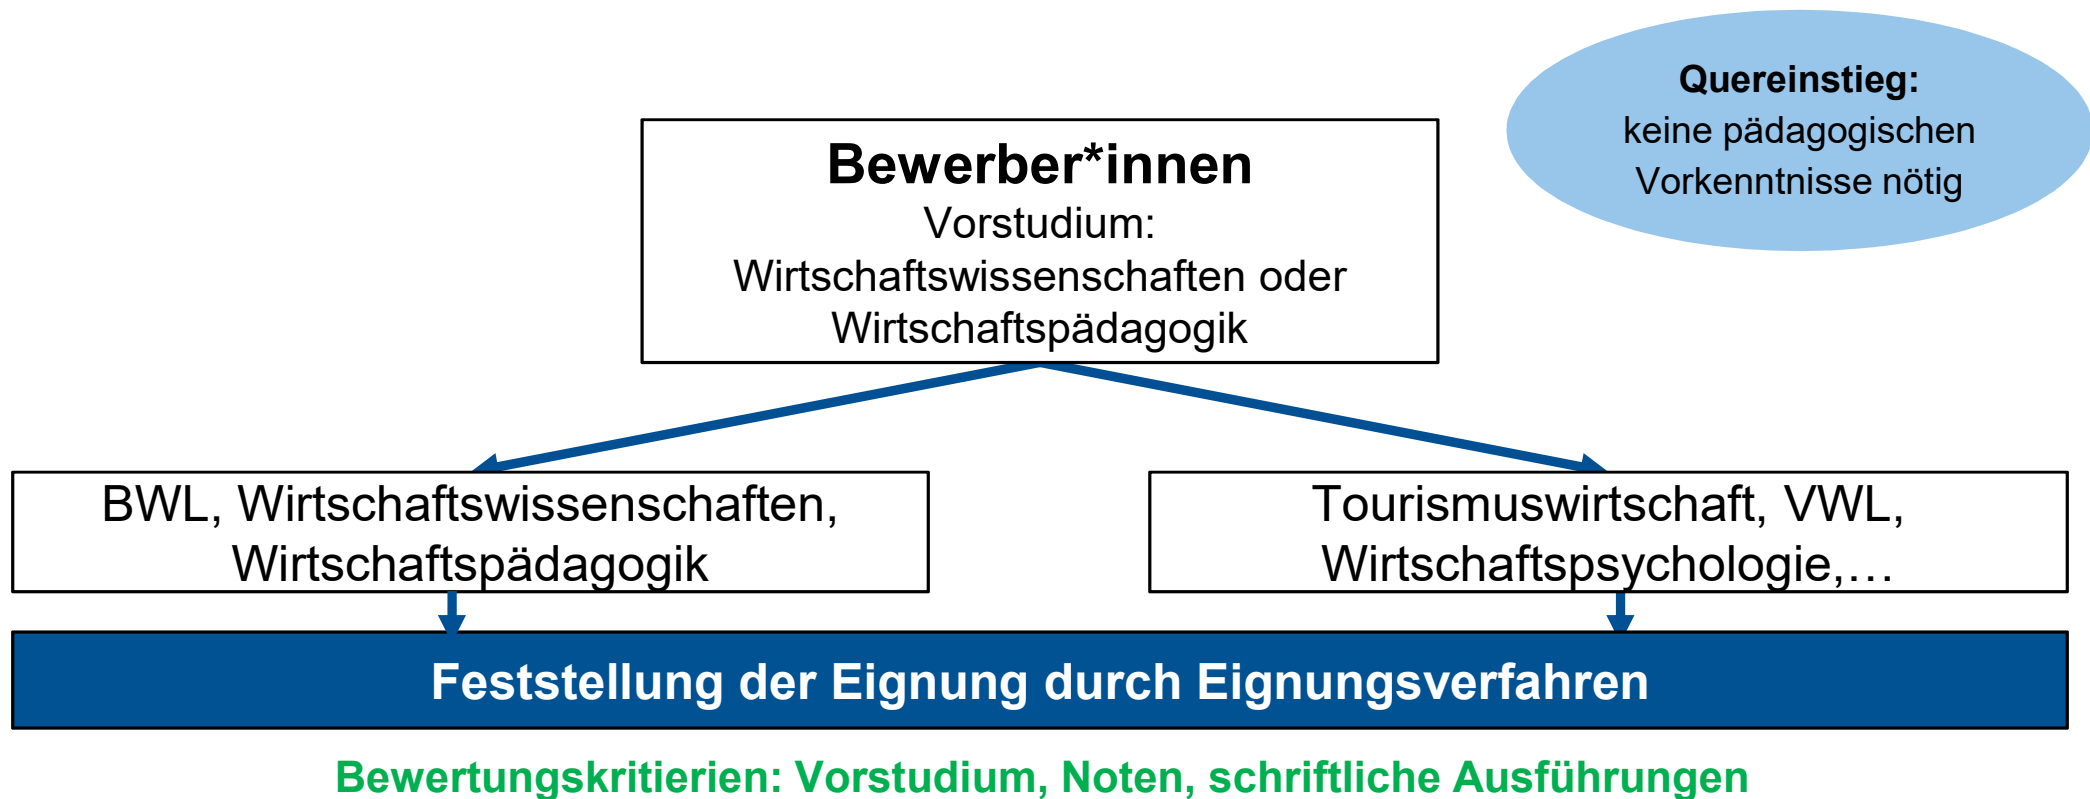 Quereinstieg:
keine pädagogischen
Vorkenntnisse nötig
Bewerber*innen
Vorstudium:
Wirtschaftswissenschaften oder
Wirtschaftspädagogik
BWL, Wirtschaftswissenschaften,
Wirtschaftspädagogik
Tourismuswirtschaft, VWL,
Wirtschaftspsychologie,…
Feststellung der Eignung durch Eignungsverfahren
Bewertungskritierien: Vorstudium, Noten, schriftliche Ausführungen